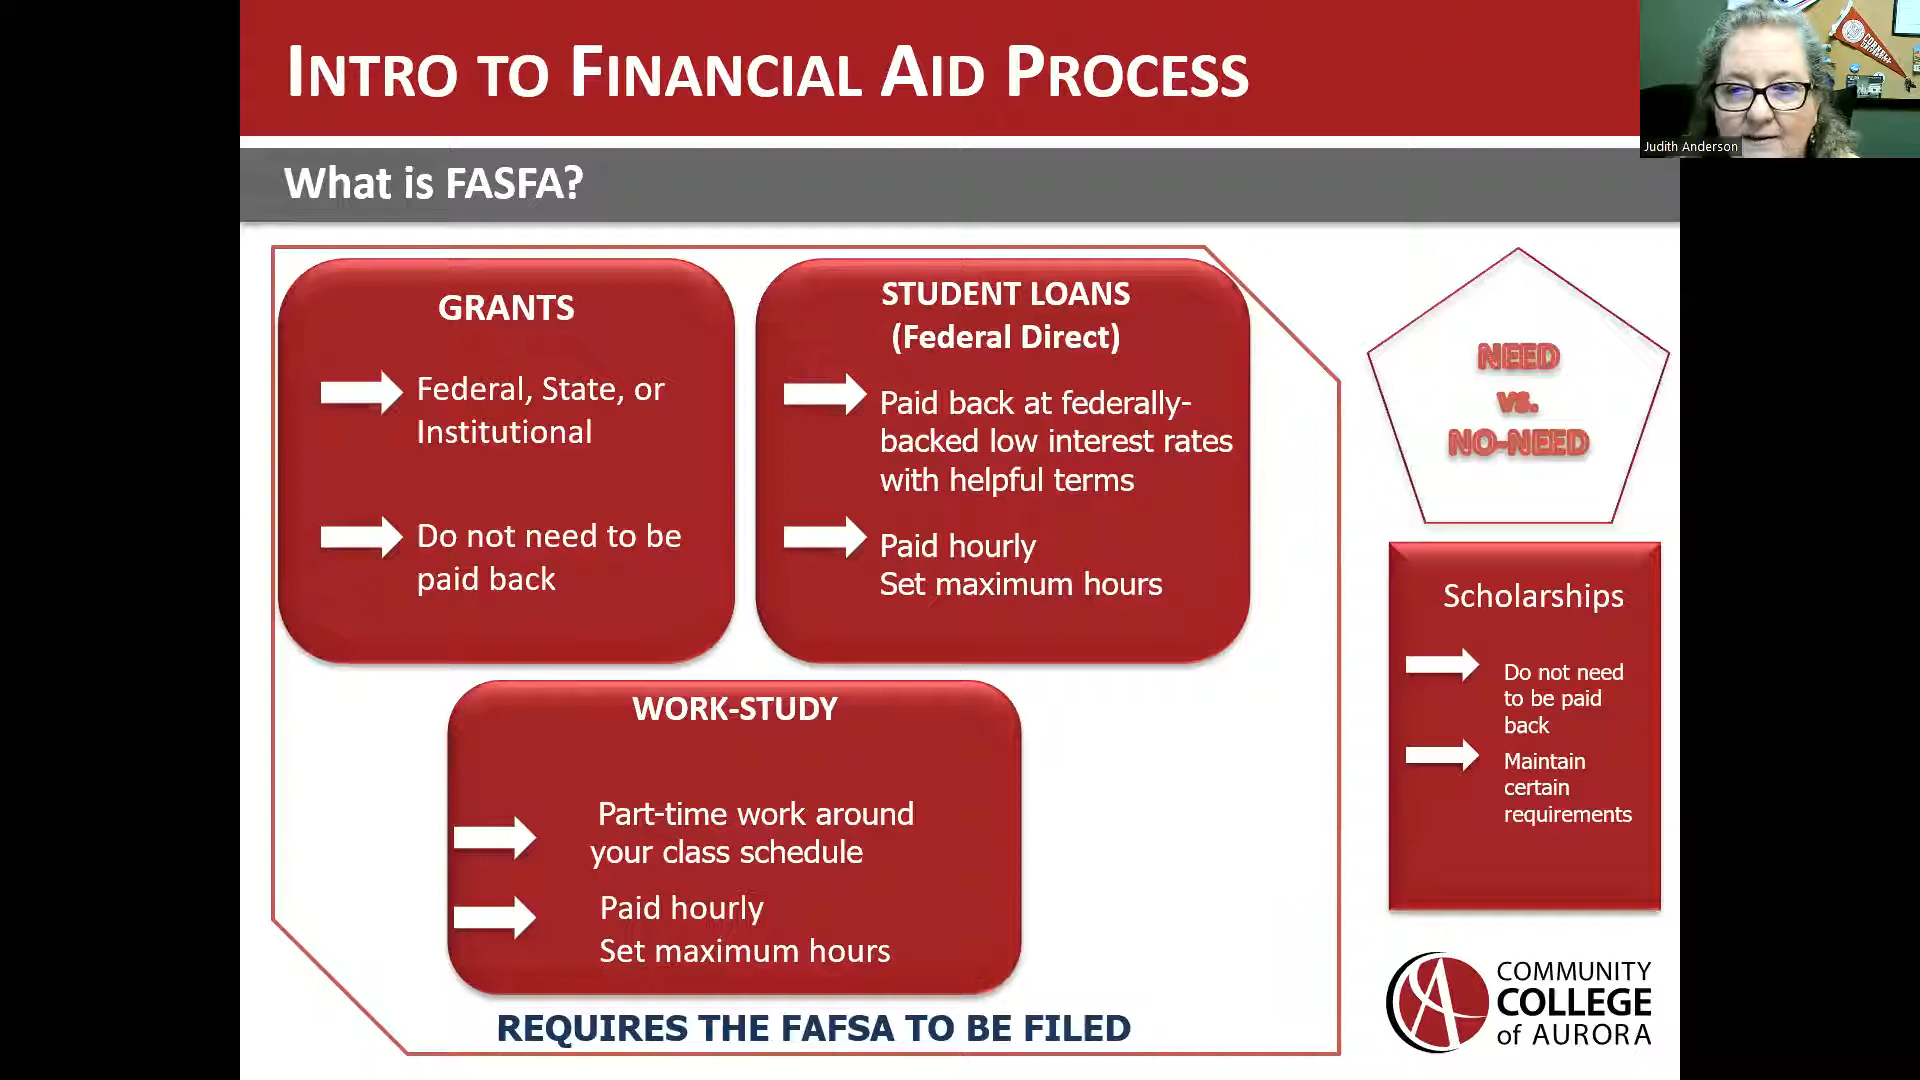 INTRO TO FINANCIAL AID PROCESS
What is FASFA?
GRANTS
Federal, State, or
Institutional
Do not need to be
paid back
STUDENT LOANS
(Federal Direct)
Paid back at federally-
backed low interest rates
with helpful terms
Paid hourly
Set maximum hours
WORK-STUDY
Part-time work around
your class schedule
Paid hourly
Set maximum hours
REQUIRES THE FAFSA TO BE FILED
NEED
vs.
NO-NEED
Scholarships
Do not need
to be paid
back
Maintain
certain
requirements
COMMUNITY
COLLEGE
of AURORA
CORNELL
UNIVERSITY
Judith Anderson